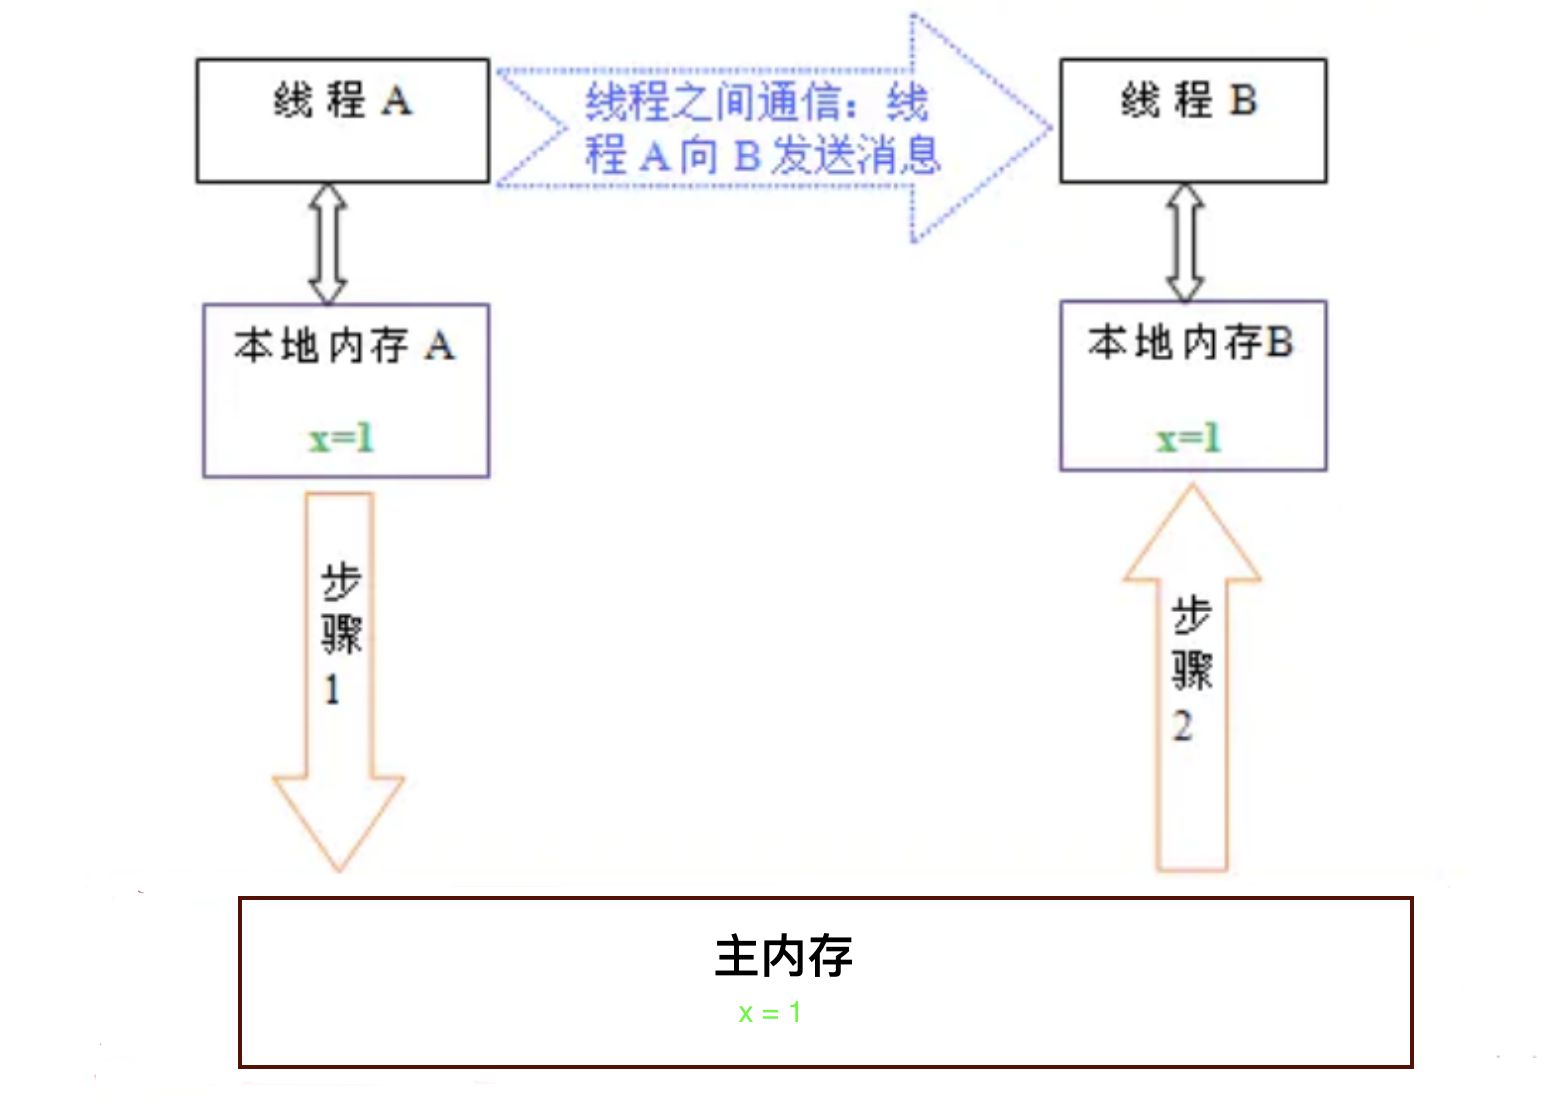 线程 A
线程之间通信：线
程 A 向 B 发送消息
线程 B
本地内存 A
x=1
本地内存B
x=1
步
骤
1
步
骤
2
主内存
x = 1